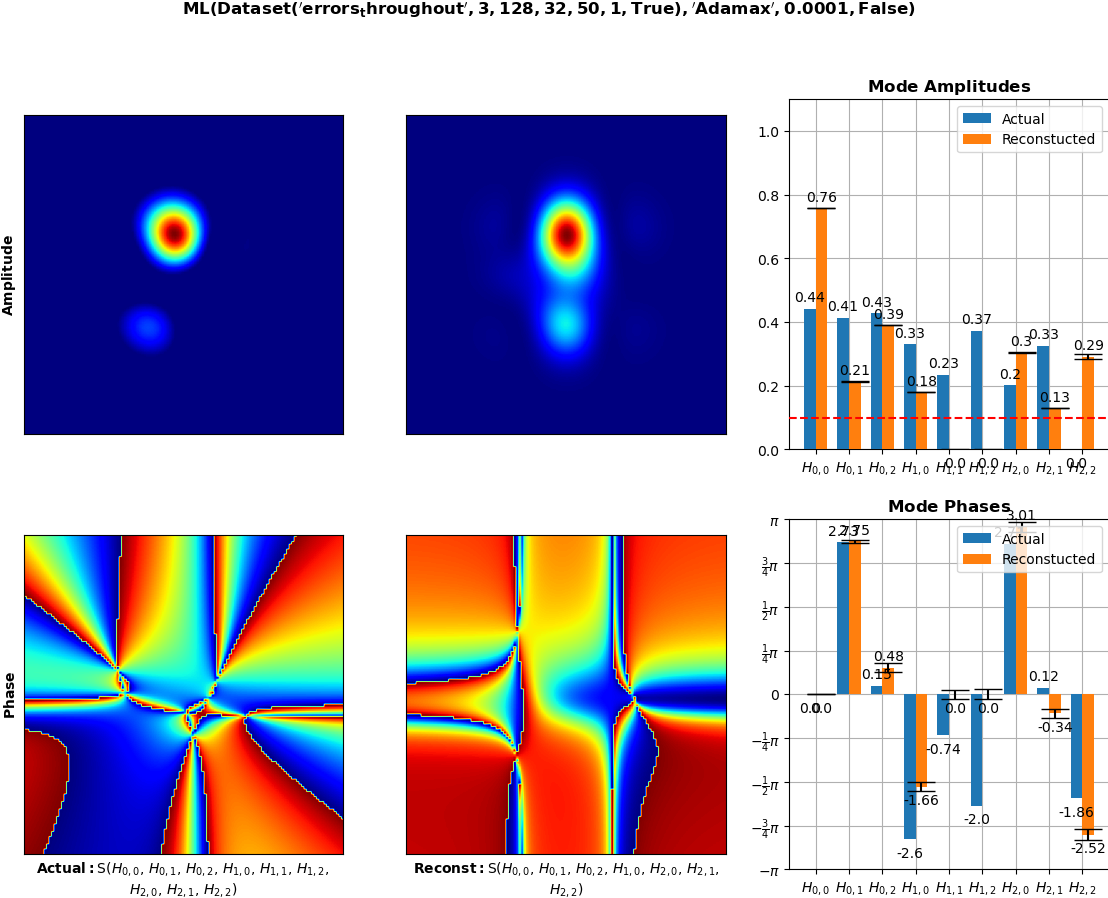 ML(Dataset('errors_throughout', 3, 128, 32, 50, 1, True), 'Adamax', 0.0001, False)
Amplitude
Mode Amplitudes
Actual
Reconstucted
1.0
0.8
0.6
0.4
0.2
0.0
0.44 0.76
0.41 0.21
0.43 0.39
0.33 0.18
0.23 0.0
0.37 0.0
0.2 0.3
0.33 0.13
0.0 0.29
H0,0 H0,1 H0,2 H1,0 H1,1 H1,2 H2,0 H2,1 H2,2
Phase
Actual: S(H0,0, H0,1, H0,2, H1,0, H1,1, H1,2,
H2,0, H2,1, H2,2)
Reconst: S(H0,0, H0,1, H0,2, H1,0, H2,0, H2,1,
H2,2)
Mode Phases
Actual
Reconstucted
π
3/4π
1/2π
1/4π
0
−1/4π
−1/2π
−3/4π
−π
0.0 0.0
2.73 2.75
0.15 0.48
-2.6 -1.66
-0.74 0.0
-2.0 0.0
3.01
0.12 -0.34
-1.86 -2.52
H0,0 H0,1 H0,2 H1,0 H1,1 H1,2 H2,0 H2,1 H2,2